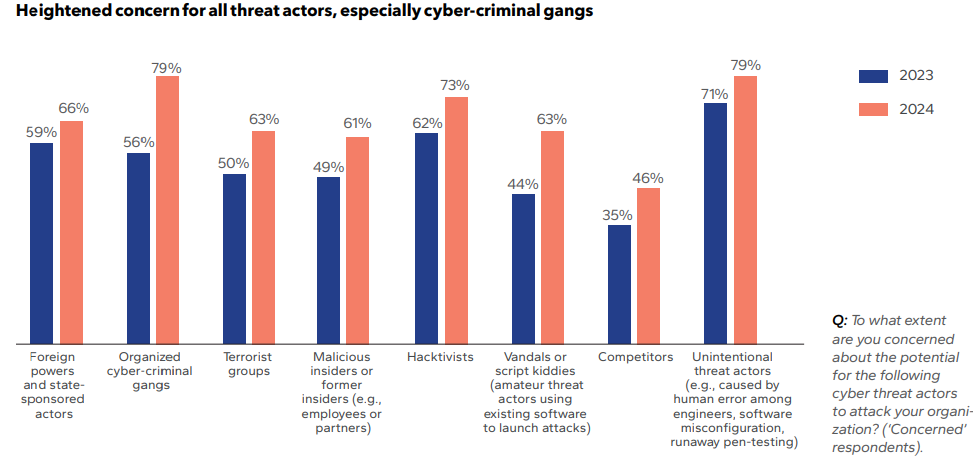 Heightened concern for all threat actors, especially cyber-criminal gangs
2023
2024
59%
66%
56%
79%
50%
63%
49%
61%
62%
73%
44%
63%
35%
46%
71%
79%
Foreign
powers
and state-
sponsored
actors
Organized
cyber-criminal
gangs
Terrorist
groups
Malicious
insiders or
former
insiders (e.g.,
employees or
partners)
Hacktivists
Vandals or
script kiddies
(amateur threat
actors using
existing software
to launch attacks)
Competitors
Unintentional
threat actors
(e.g., caused by
human error among
engineers, software
misconfiguration,
runaway pen-testing)
Q: To what extent
are you concerned
about the potential
for the following
cyber threat actors
to attack your organi-
zation? (‘Concerned’
respondents).